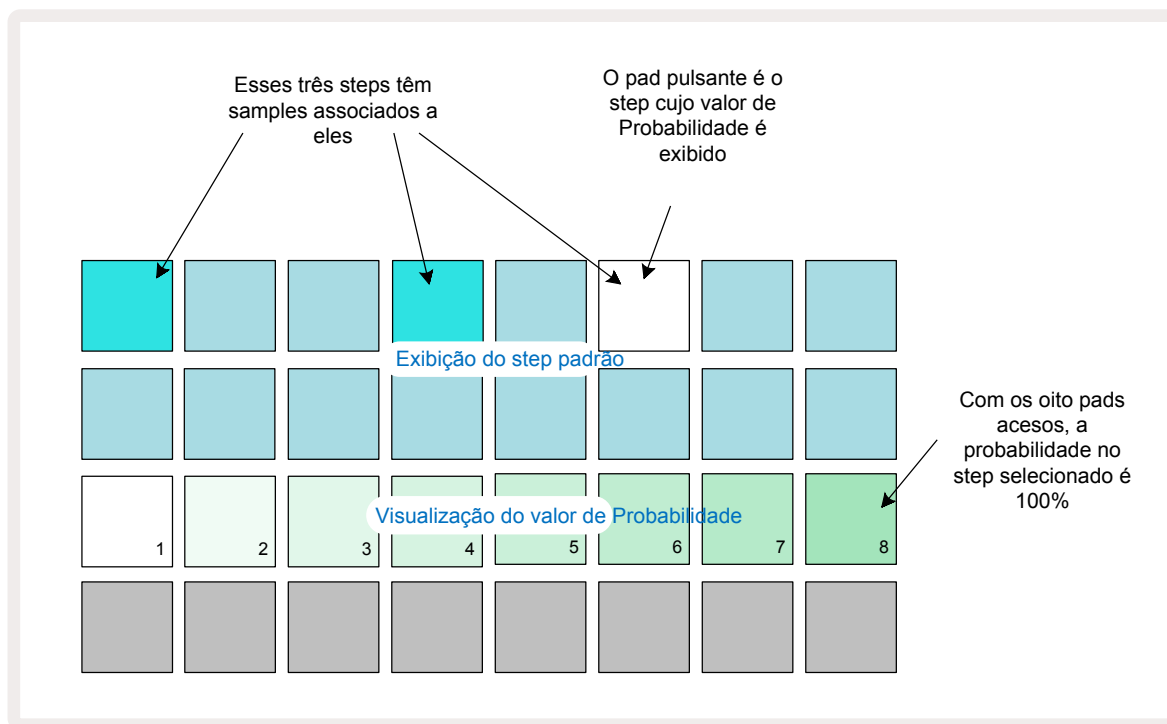 Esses três steps têm
samples associados a
eles
O pad pulsante é o
step cujo valor de
Probabilidade é
exibido
Exibição do step padrão
Com os oito pads
acesos, a
probabilidade no
step selecionado é
100%
Visualização do valor de Probabilidade
1 2 3 4 5 6 7 8